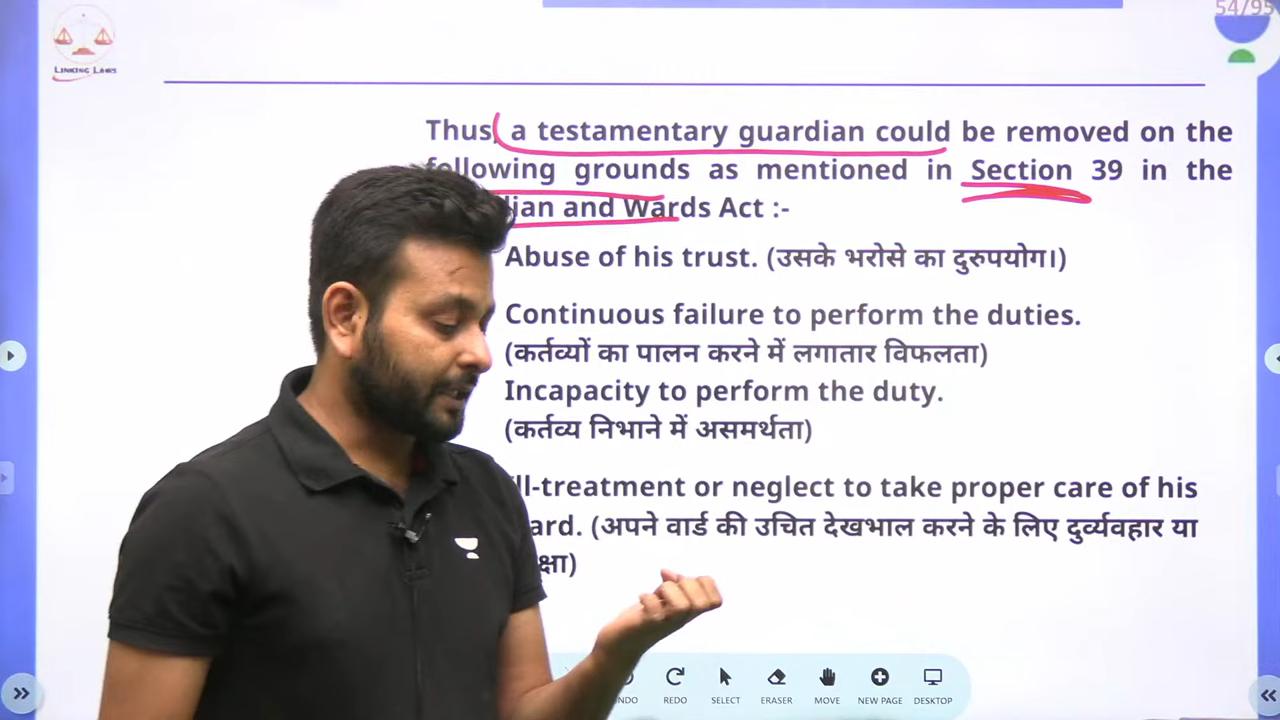 54/95
LINKING LAWS
Thus, a testamentary guardian could be removed on the
following grounds as mentioned in Section 39 in the
and Wards Act :-
Abuse of his trust. (उसके भरोसे का दुरुपयोग।)
Continuous failure to perform the duties.
(कर्तव्यों का पालन करने में लगातार विफलता)
Incapacity to perform the duty.
(कर्तव्य निभाने में असमर्थता)
ll-treatment or neglect to take proper care of his
ard. (अपने वार्ड की उचित देखभाल करने के लिए दुर्व्यवहार या
क्षा)
UNDO REDO SELECT ERASER MOVE NEW PAGE DESKTOP